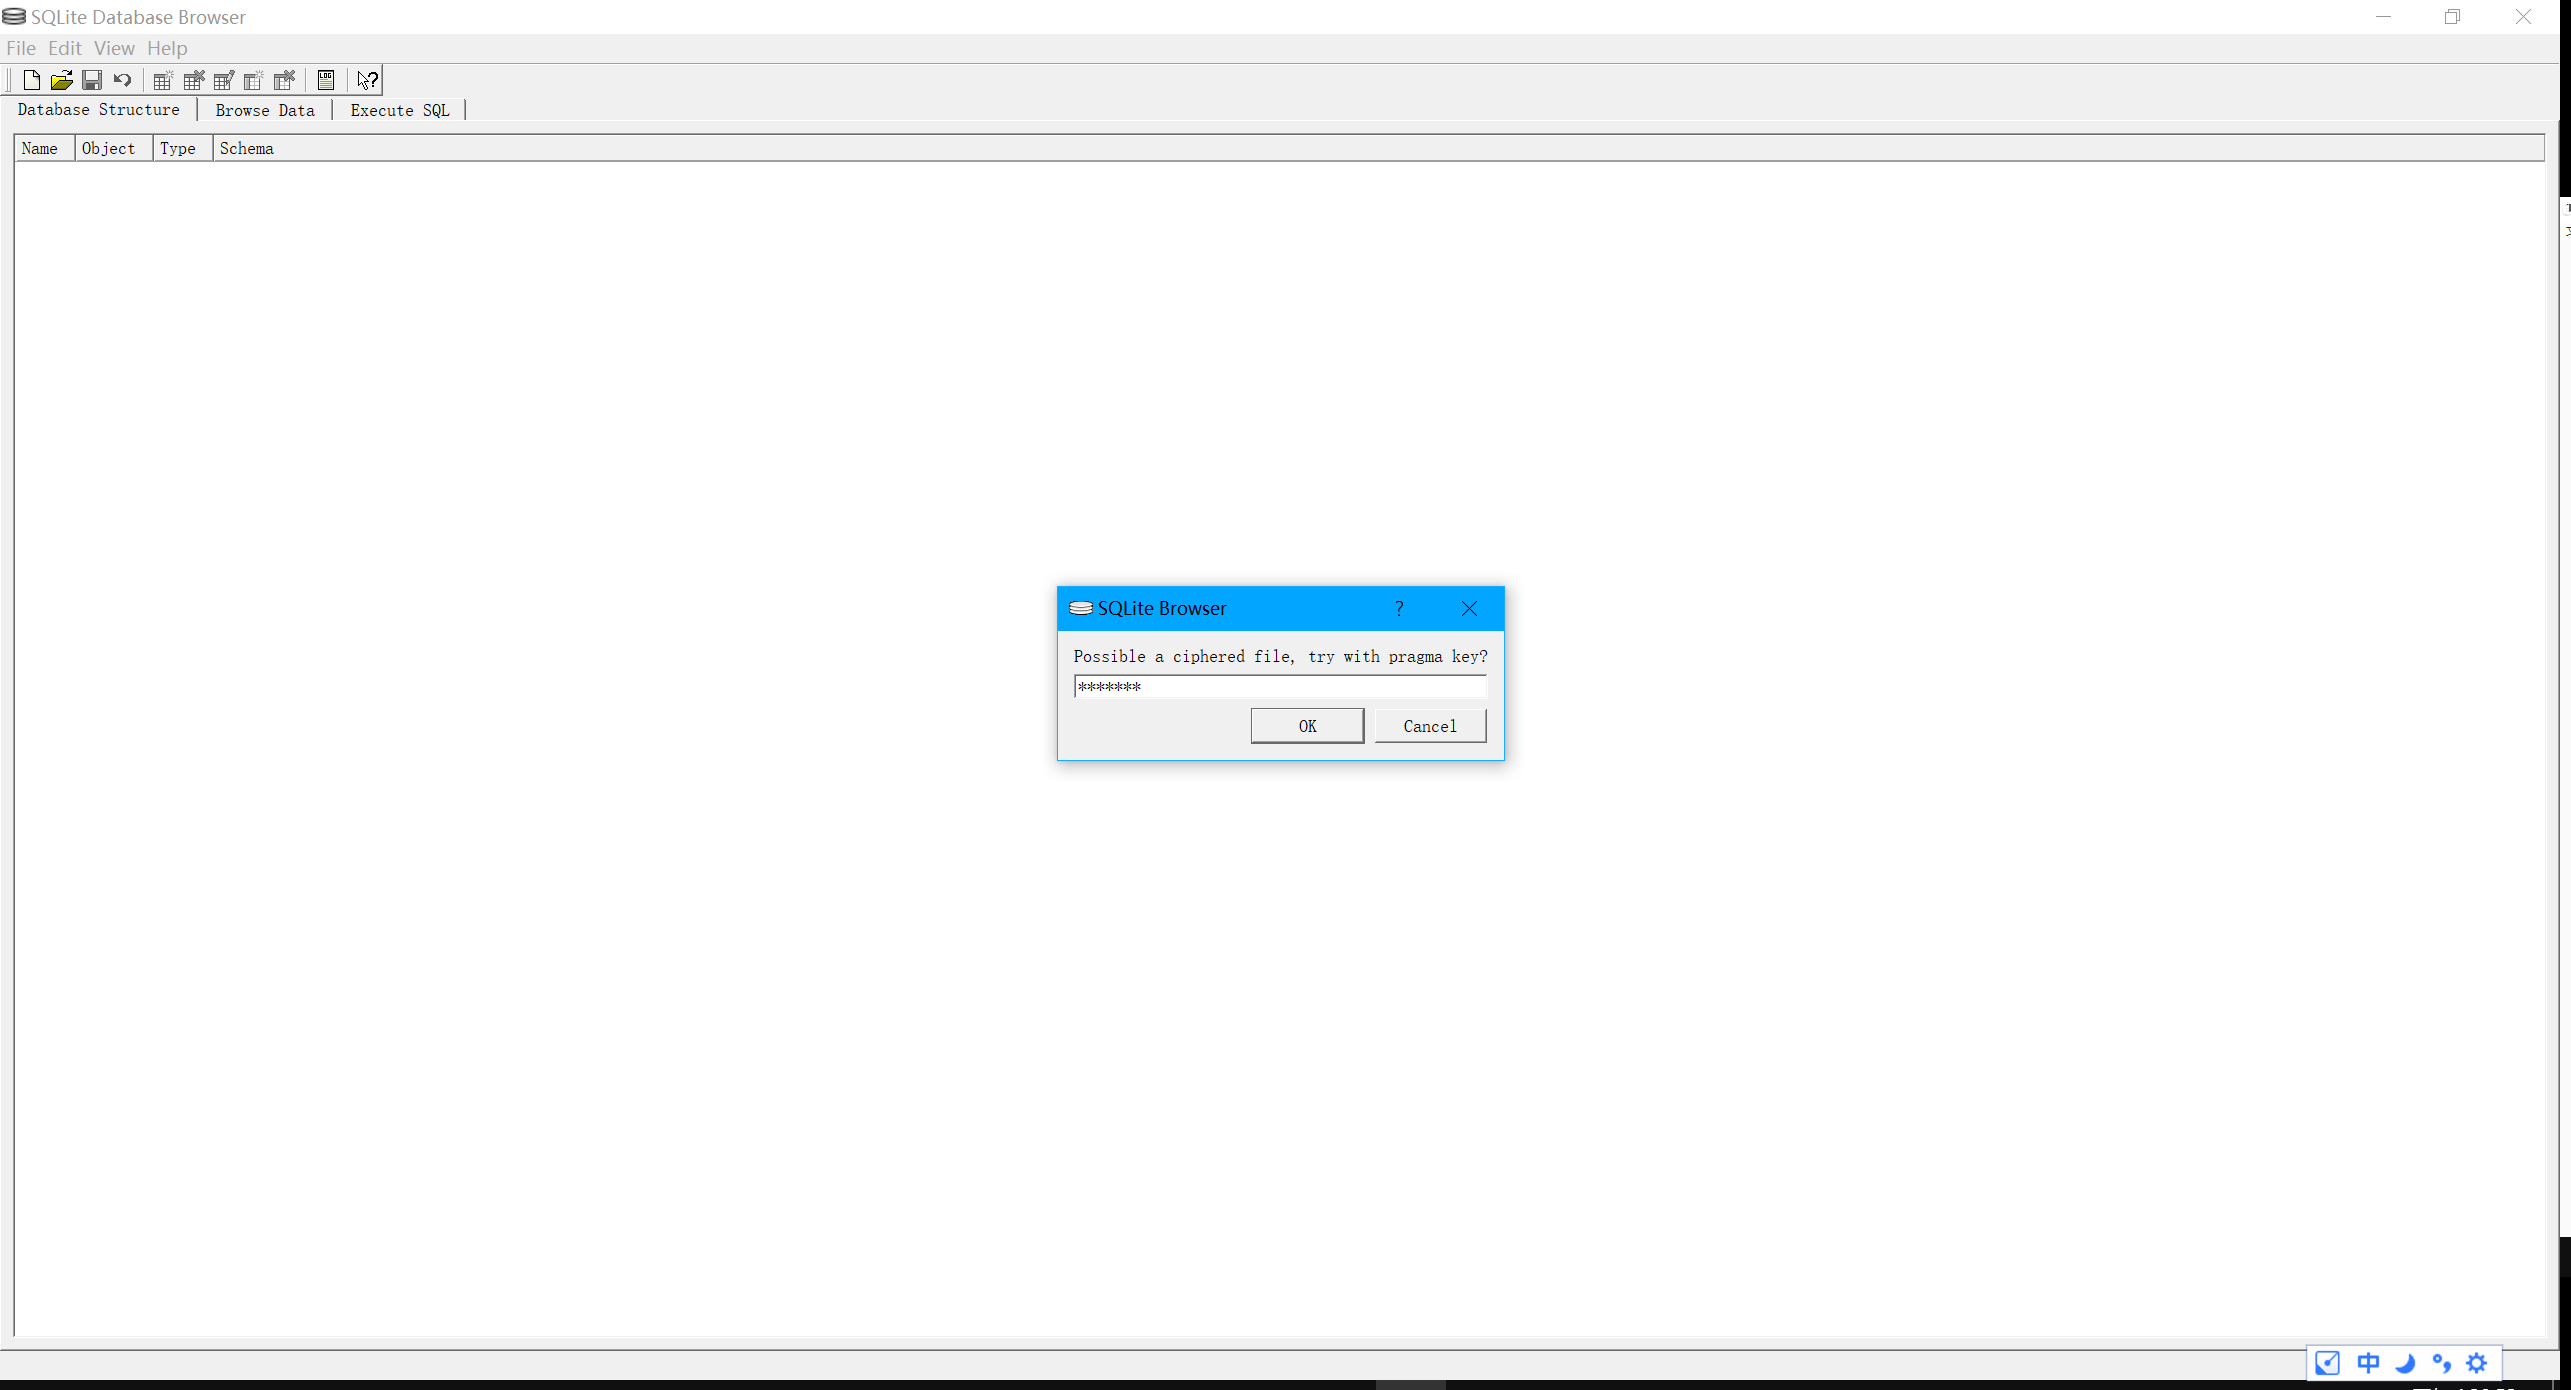 SQLite Database Browser
File Edit View Help
LOG
Database Structure Browse Data Execute SQL
Name Object Type Schema
SQLite Browser
Possible a ciphered file, try with pragma key?
*******
OK Cancel
中